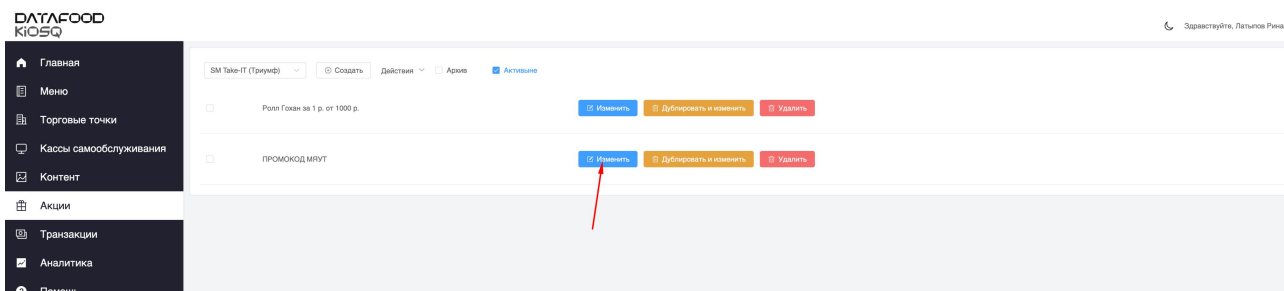 DATAFOOD
KiOSQ
Здравствуйте, Латыпов Рина
Главная
Меню
Торговые точки
Кассы самообслуживания
Контент
Акции
Транзакции
Аналитика
Помощь
SM Take-IT (Триумф) Создать Действия Архив Активыне
Ролл Гохан за 1 р. от 1000 р. Изменить Дублировать и изменить Удалить
ПРОМОКОД МЯУТ Изменить Дублировать и изменить Удалить